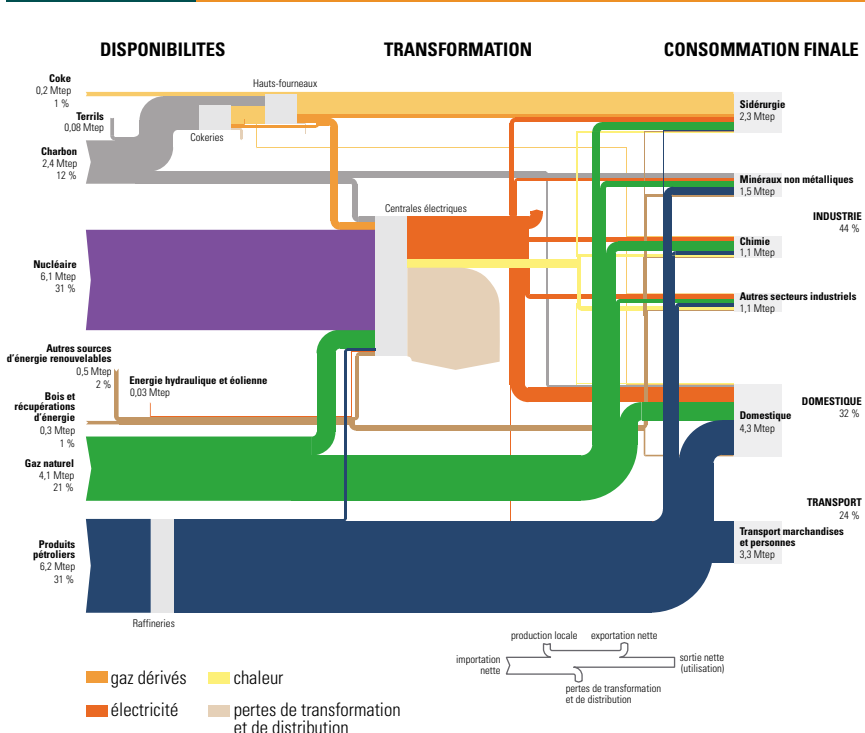 DISPONIBILITES
TRANSFORMATION
CONSOMMATION FINALE
Coke
0,2 Mtep
1 %
Terrils
0,08 Mtep
Charbon
2,4 Mtep
12 %
Nucléaire
6,1 Mtep
31 %
Autres sources
d'énergie renouvelables
0,5 Mtep
2 %
Energie hydraulique et éolienne
0,03 Mtep
Bois et
récupérations
d'énergie
0,3 Mtep
1 %
Gaz naturel
4,1 Mtep
21 %
Produits
pétroliers
6,2 Mtep
31 %
Hauts-fourneaux
Cokeries
Centrales électriques
Raffineries
Sidérurgie
2,3 Mtep
Minéraux non métalliques
1,5 Mtep
INDUSTRIE
44 %
Chimie
1,1 Mtep
Autres secteurs industriels
1,1 Mtep
DOMESTIQUE
32 %
Domestique
4,3 Mtep
TRANSPORT
24 %
Transport marchandises
et personnes
3,3 Mtep
production locale
exportation nette
importation
nette
sortie nette
(utilisation)
pertes de transformation
et de distribution
gaz dérivés
chaleur
électricité
pertes de transformation
et de distribution